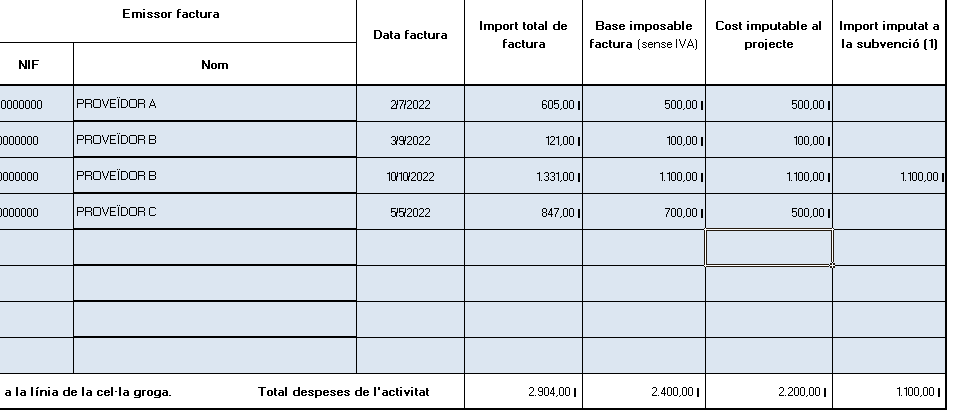 Emissor factura
Data factura
Import total de
factura
Base imposable
factura (sense IVA)
Cost imputable al
projecte
Import imputat a
la subvenció (1)
NIF Nom
0000000 PROVEÏDOR A 2/7/2022 605,00 500,00 500,00
0000000 PROVEÏDOR B 3/9/2022 121,00 100,00 100,00
0000000 PROVEÏDOR B 10/10/2022 1.331,00 1.100,00 1.100,00 1.100,00
0000000 PROVEÏDOR C 5/5/2022 847,00 700,00 500,00
a la línia de la cel·la groga. Total despeses de l'activitat 2.904,00 2.400,00 2.200,00 1.100,00